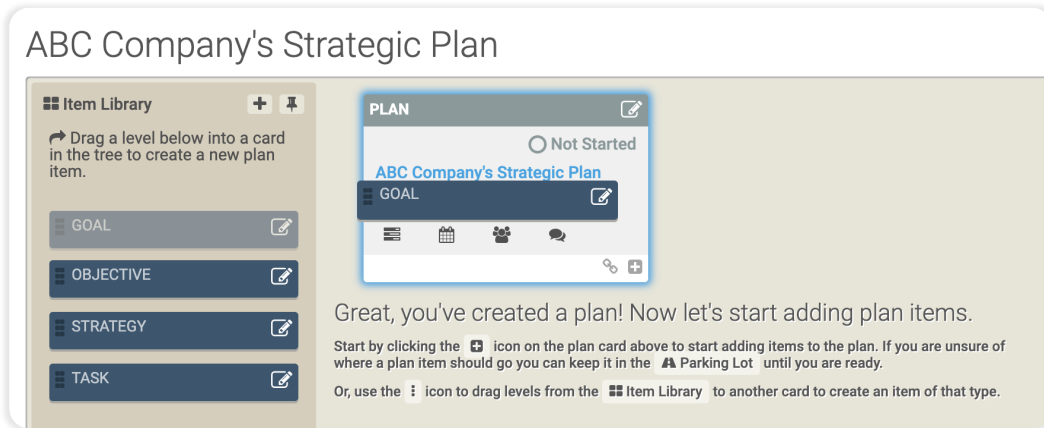 ABC Company's Strategic Plan
Item Library
Drag a level below into a card
in the tree to create a new plan
item.
GOAL
OBJECTIVE
STRATEGY
TASK
PLAN
Not Started
ABC Company's Strategic Plan
GOAL
Great, you've created a plan! Now let's start adding plan items.
Start by clicking the icon on the plan card above to start adding items to the plan. If you are unsure of
where a plan item should go you can keep it in the Parking Lot until you are ready.
Or, use the icon to drag levels from the Item Library to another card to create an item of that type.